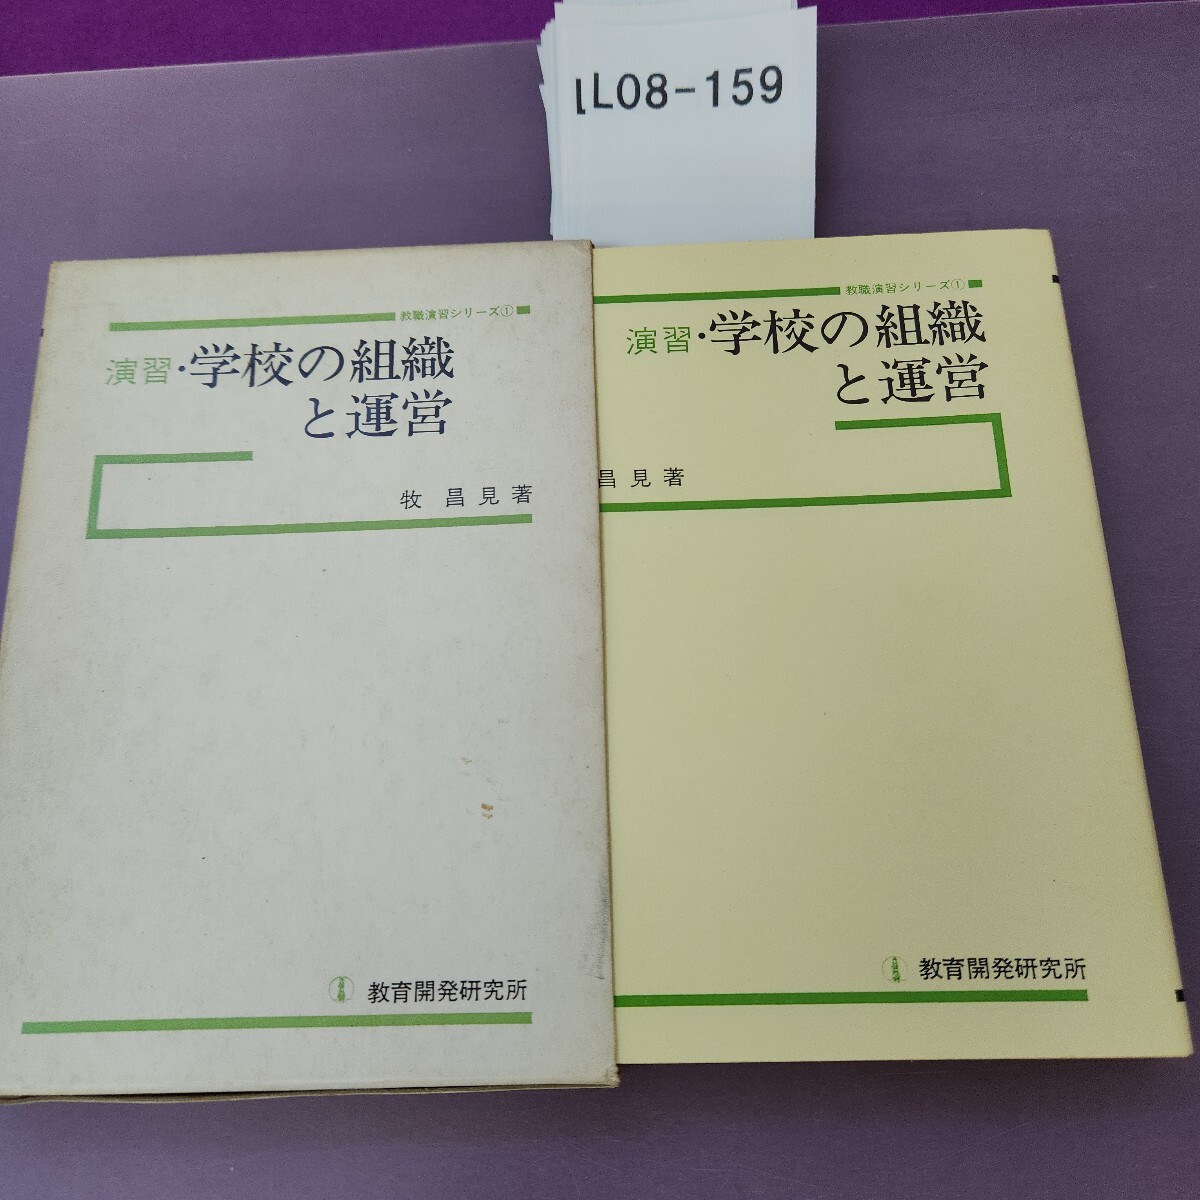 LO8-159
教職演習シリーズ①
演習・学校の組織
と運営
牧 昌見著
教育開発研究所
教職演習シリーズ①
演習・学校の組織
と運営
昌見著
教育開発研究所